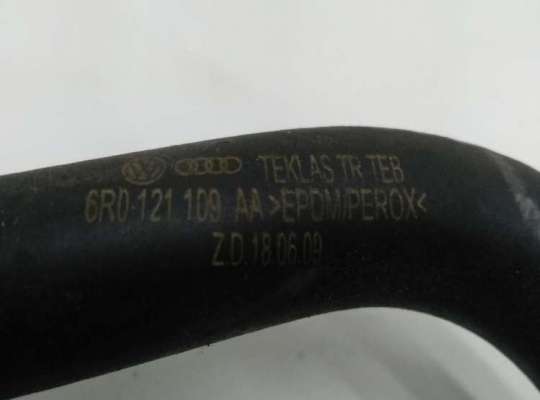 TEKLAS TR TEB
6R0 121 109 AA >EPDM/PEROX<
Z.D 18.06.09